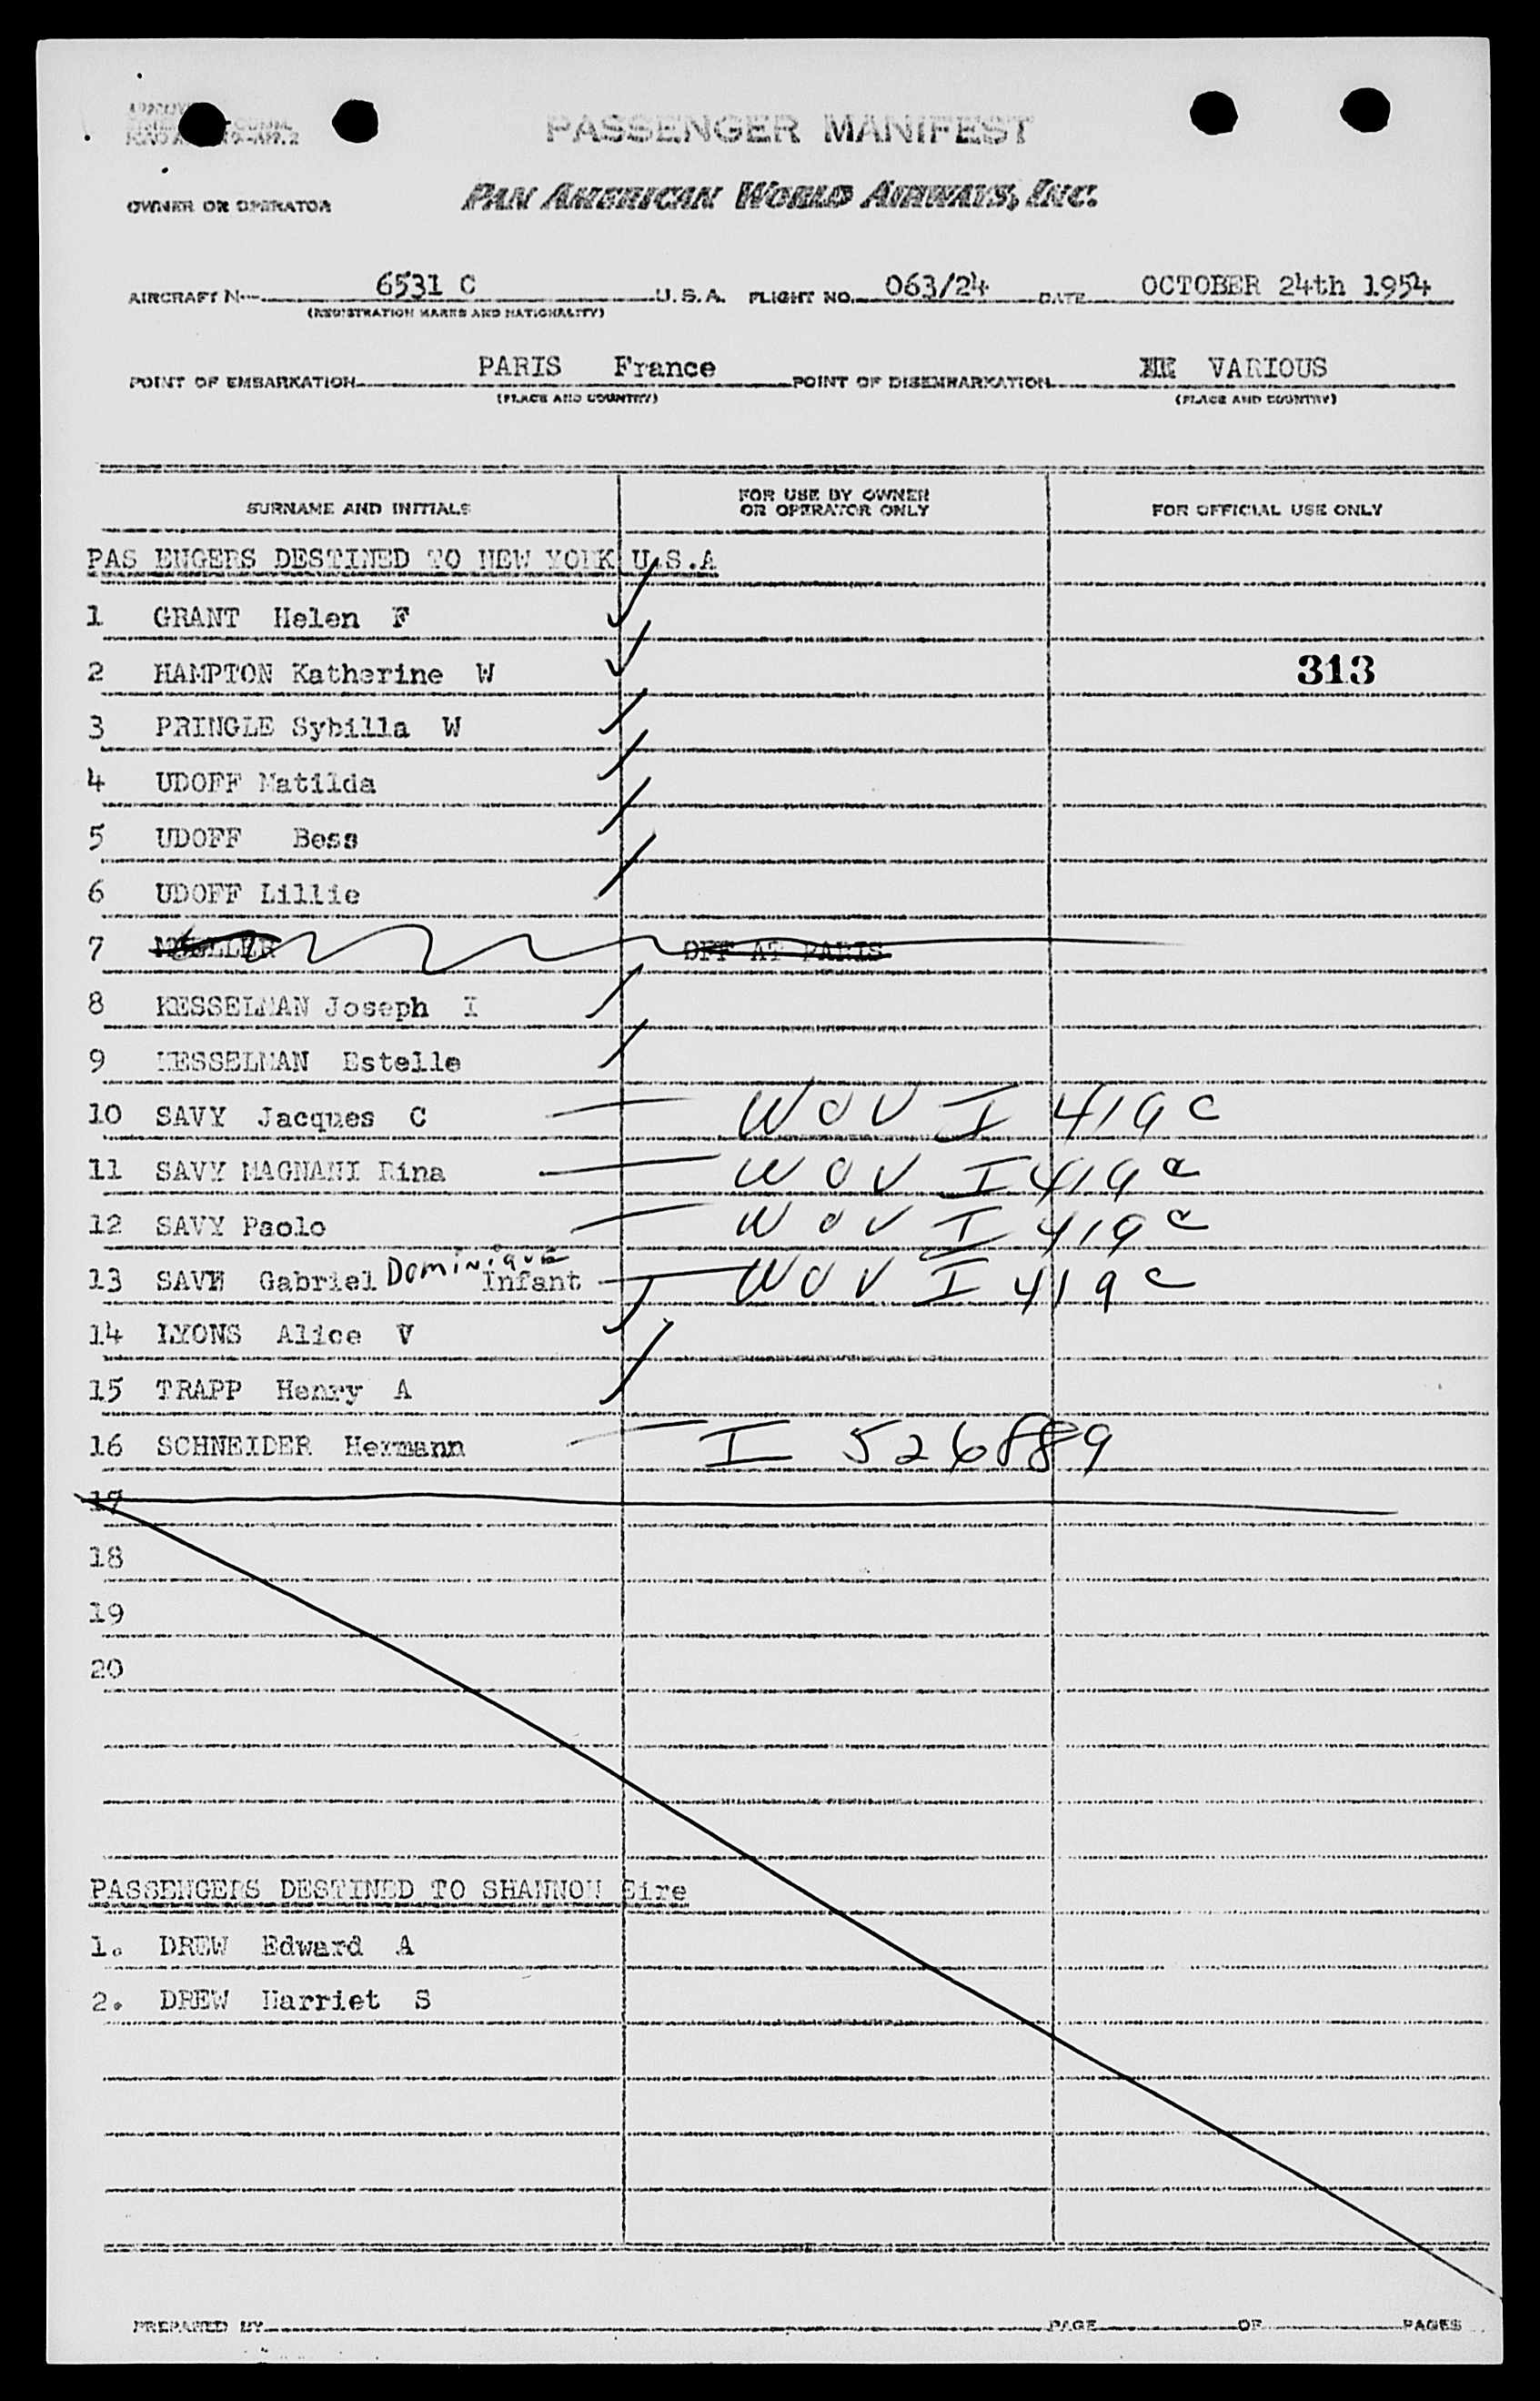 PASSENGER MANIFEST
OWNER OR OPERATOR PAN AMERICAN WORLD AIRWAYS, INC.
AIRCRAFT N 6531 C U.S.A. FLIGHT NO. 063/24 DATE OCTOBER 24th 1954
(REGISTRATION MARKS AND NATIONALITY)
POINT OF EMBARKATION PARIS France POINT OF DISEMBARKATION VARIOUS
(PLACE AND COUNTRY) (PLACE AND COUNTRY)
SURNAME AND INITIALS FOR USE BY OWNER OR OPERATOR ONLY FOR OFFICIAL USE ONLY
PAS ENGERS DESTINED TO NEW YORK U.S.A
1 GRANT Helen F
2 HAMPTON Katherine W 313
3 PRINGLE Sybilla W
4 UDOFF Matilda
5 UDOFF Bess
6 UDOFF Lillie
7 OFF AT PARIS
8 KESSELMAN Joseph I
9 KESSELMAN Estelle
10 SAVY Jacques C WOV I 419c
11 SAVY MAGNANI Rina WOV I 419c
12 SAVY Paolo WOV I 419c
13 SAVE Gabriel Dominique Infant WOV I 419c
14 LYONS Alice V
15 TRAPP Henry A
16 SCHNEIDER Hermann I 526889
17
18
19
20
PASSENGERS DESTINED TO SHANNON Eire
1. DREW Edward A
2. DREW Harriet S
PREPARED BY PAGE OF PAGES